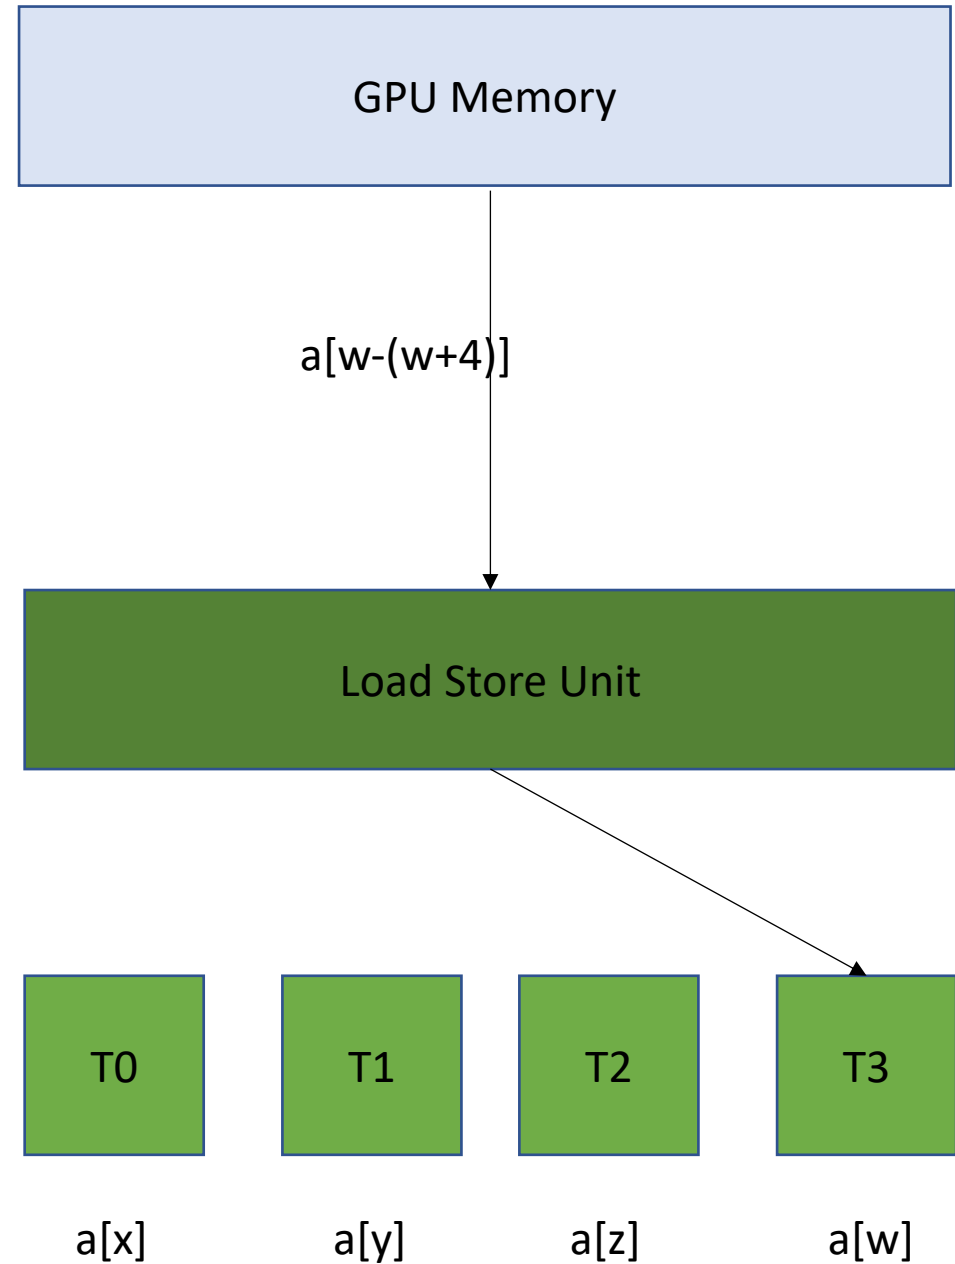 GPU Memory
a[w-(w+4)]
Load Store Unit
T0
T1
T2
T3
a[x]
a[y]
a[z]
a[w]